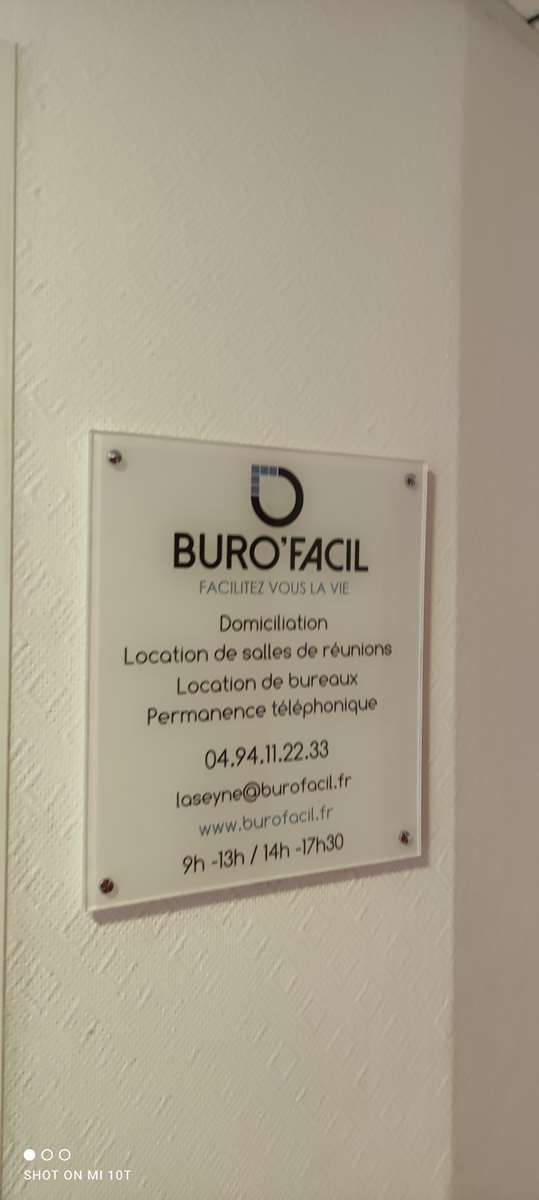 BURO'FACIL
FACILITEZ VOUS LA VIE
Domiciliation
Location de salles de réunions
Location de bureaux
Permanence téléphonique
04.94.11.22.33
laseyne@burofacil.fr
www.burofacil.fr
9h -13h / 14h -17h30
SHOT ON MI 10T